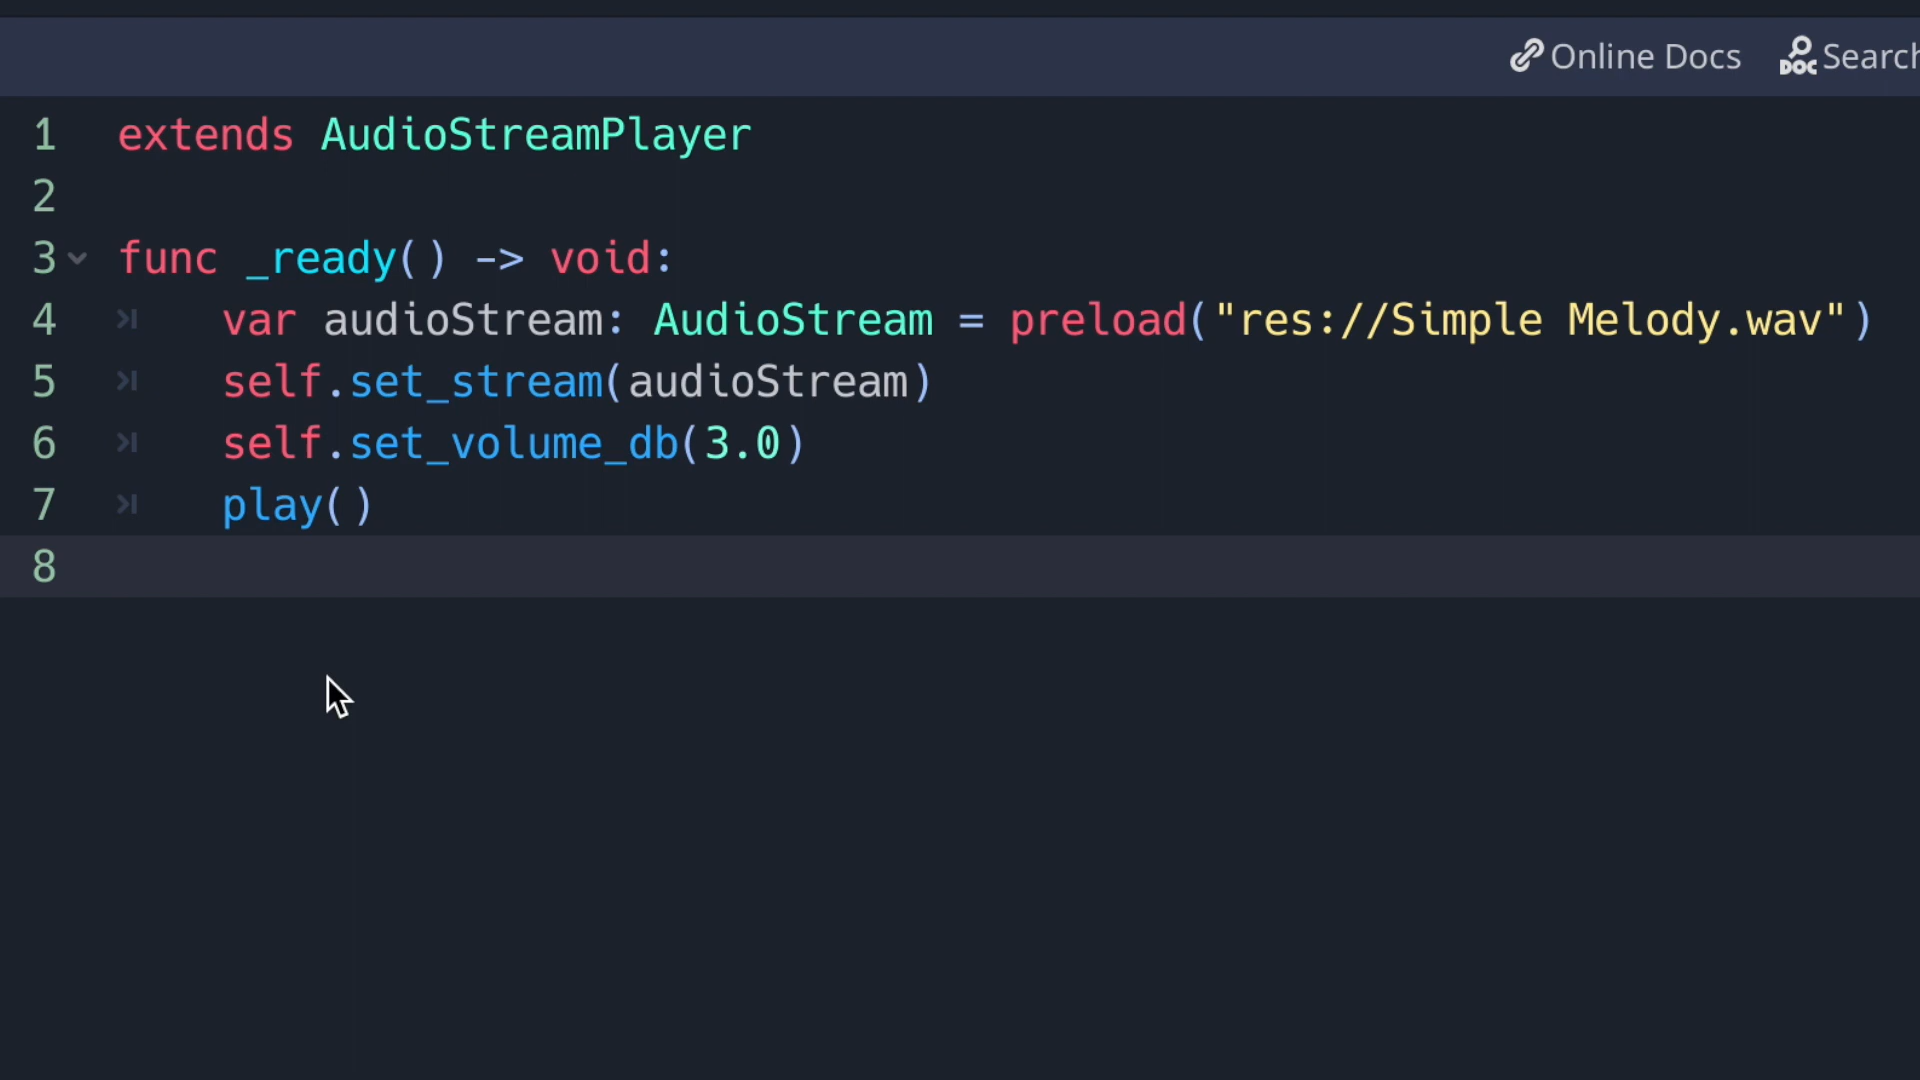 Online Docs
DOC Search
1 extends AudioStreamPlayer
2
3 func _ready() -> void:
4 var audioStream: AudioStream = preload("res://Simple Melody.wav")
5 self.set_stream(audioStream)
6 self.set_volume_db(3.0)
7 play()
8